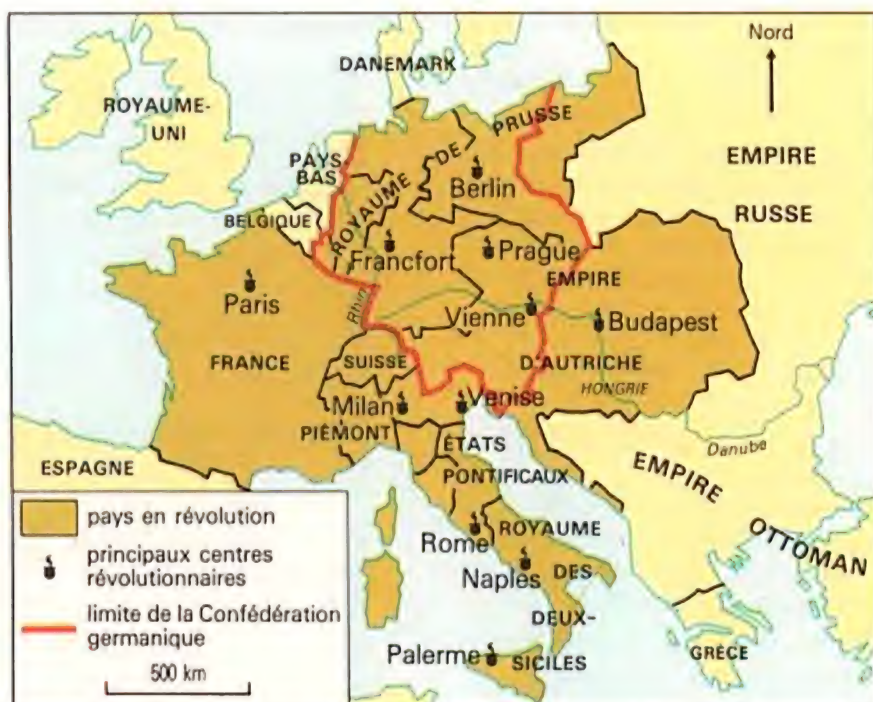 Nord
DANEMARK
ROYAUME-
UNI
PRUSSE
EMPIRE
RUSSE
PAYS-
BAS
ROYAUME DE
Berlin
BELGIQUE
Francfort
Prague
EMPIRE
Paris
Rhin
Vienne
Budapest
FRANCE
SUISSE
D'AUTRICHE
HONGRIE
Milan
Venise
PIÉMONT
ÉTATS
Danube
ESPAGNE
PONTIFICAUX
EMPIRE
OTTOMAN
pays en révolution
ROYAUME
Rome
principaux centres
révolutionnaires
Naples
DES
limite de la Confédération
germanique
DEUX-
500 km
Palerme
SICILES
GRÈCE